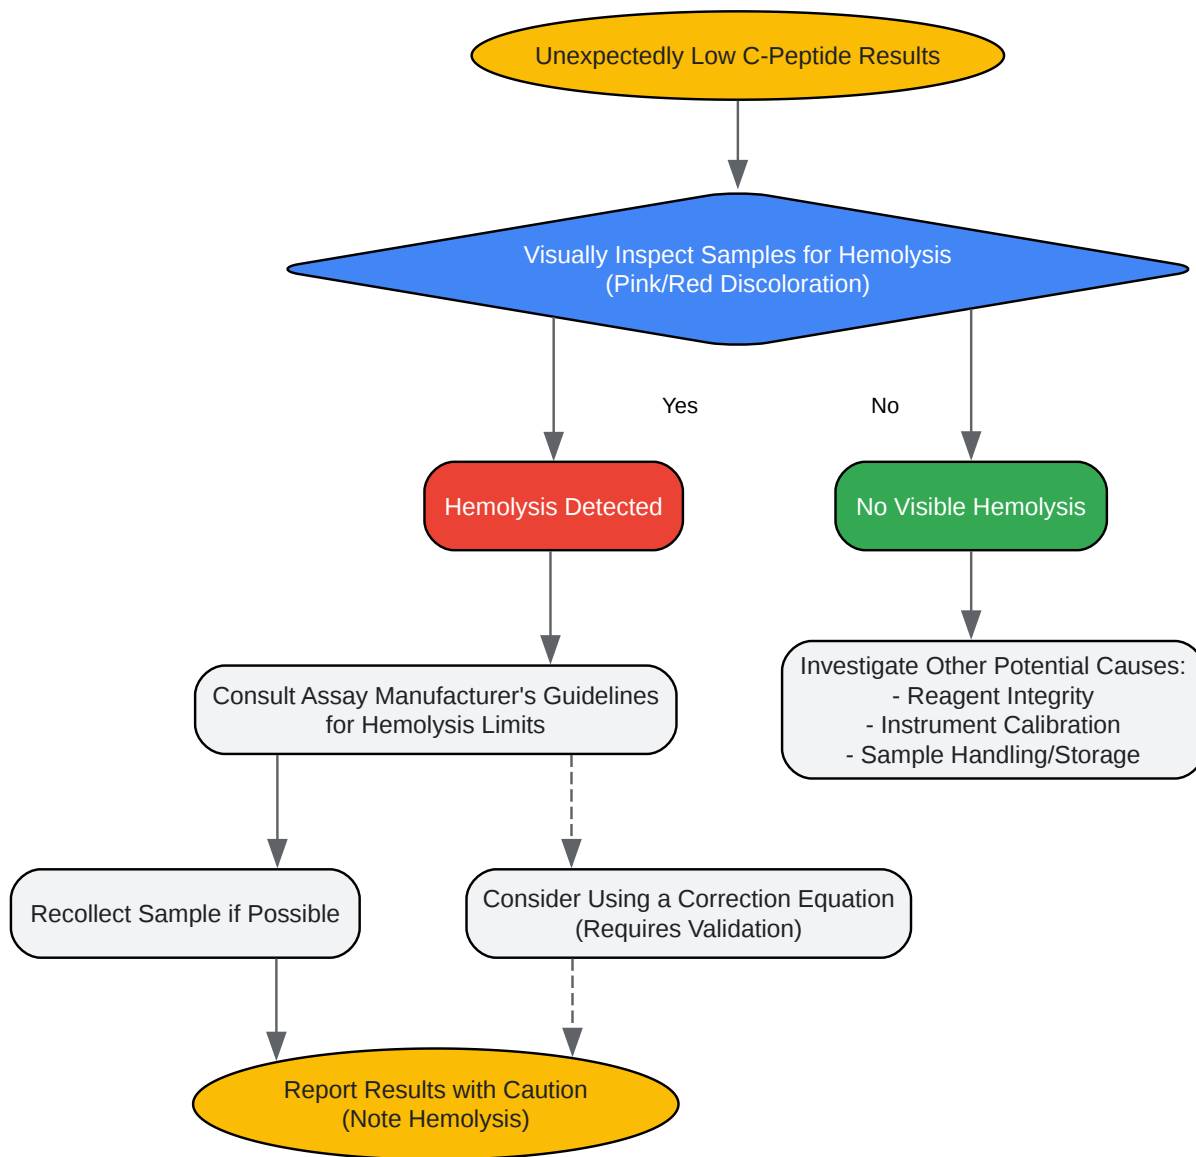 Unexpectedly Low C-Peptide Results
Visually Inspect Samples for Hemolysis
(Pink/Red Discoloration)
Yes
No
Hemolysis Detected
No Visible Hemolysis
Consult Assay Manufacturer's Guidelines
for Hemolysis Limits
Investigate Other Potential Causes:
- Reagent Integrity
- Instrument Calibration
- Sample Handling/Storage
Recollect Sample if Possible
Consider Using a Correction Equation
(Requires Validation)
Report Results with Caution
(Note Hemolysis)